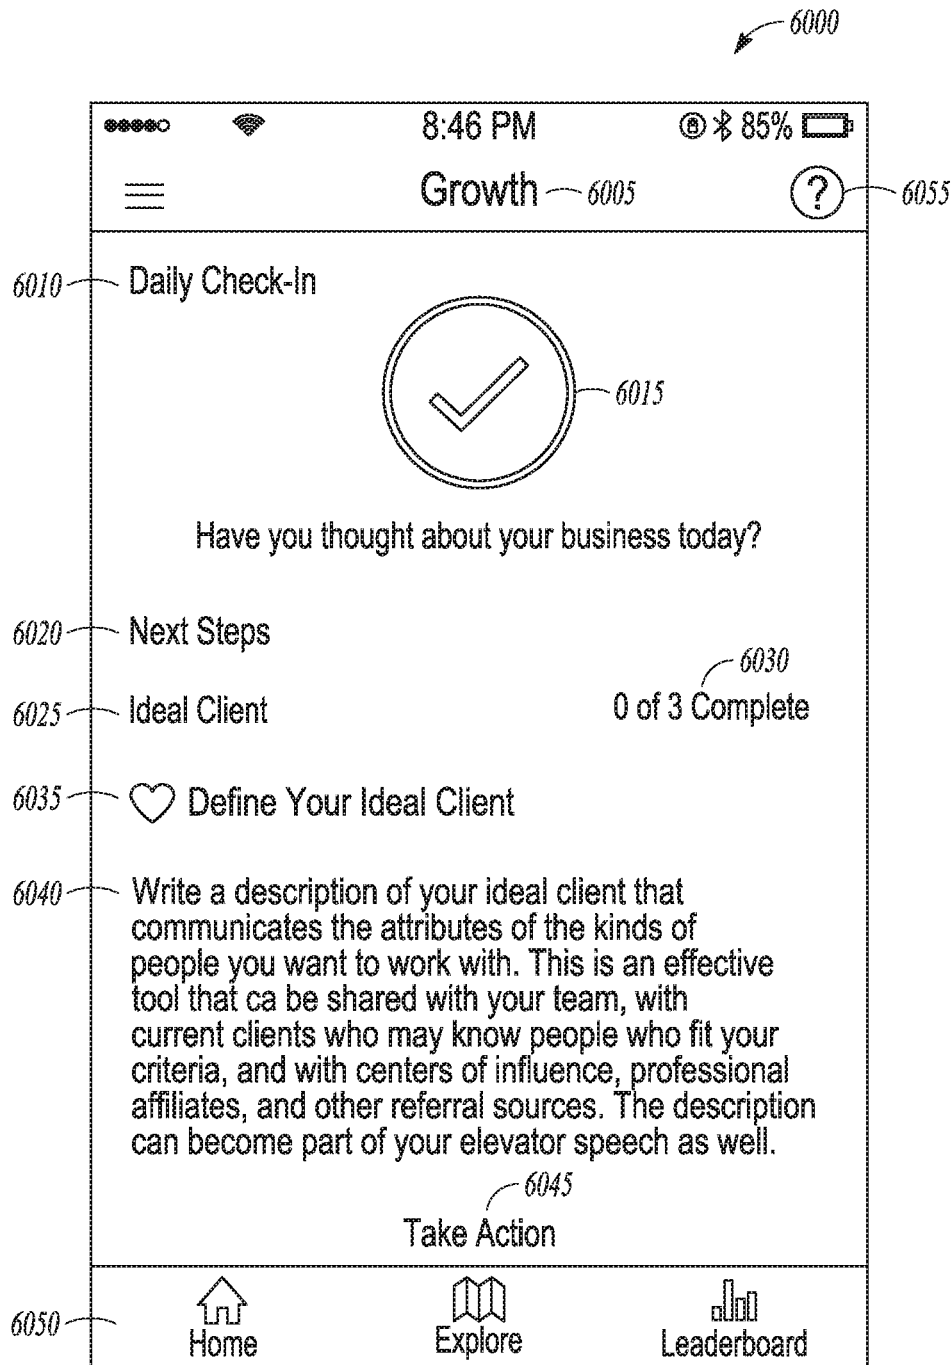 6000
8:46 PM 85%
Growth 6005 ? 6055
6010 Daily Check-In
6015
Have you thought about your business today?
6020 Next Steps
6030
6025 Ideal Client 0 of 3 Complete
6035 Define Your Ideal Client
6040 Write a description of your ideal client that
communicates the attributes of the kinds of
people you want to work with. This is an effective
tool that ca be shared with your team, with
current clients who may know people who fit your
criteria, and with centers of influence, professional
affiliates, and other referral sources. The description
can become part of your elevator speech as well.
6045
Take Action
6050 Home Explore Leaderboard